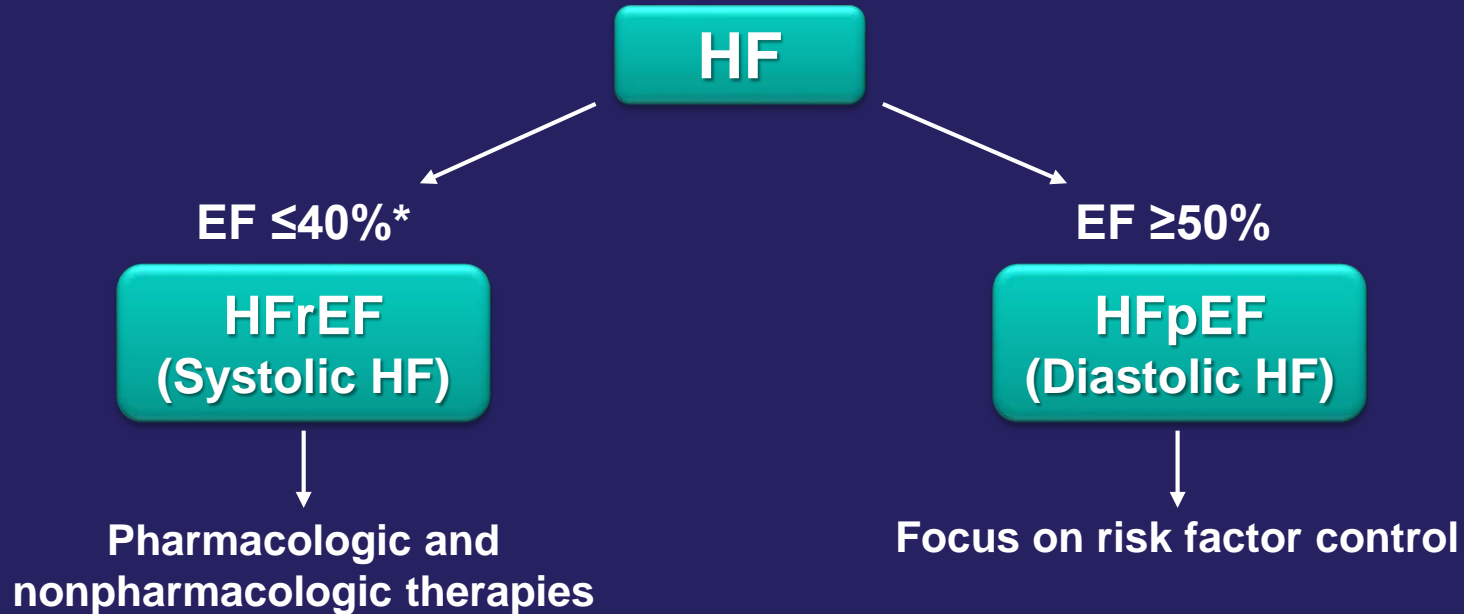 HF
EF ≤40%*
EF ≥50%
HFrEF
(Systolic HF)
HFpEF
(Diastolic HF)
Pharmacologic and
nonpharmacologic therapies
Focus on risk factor control